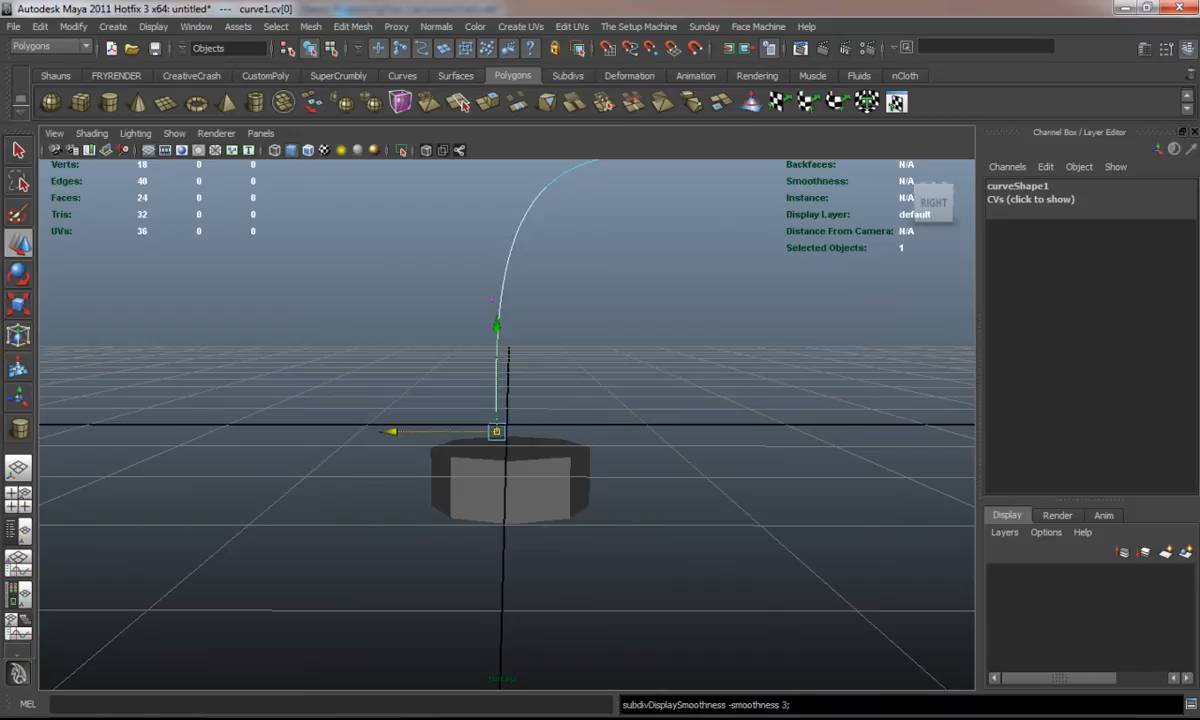 Autodesk Maya 2011 Hotfix 3 x64: untitled* --- curve1.cv[0]
File Edit Modify Create Display Window Assets Select Mesh Edit Mesh Proxy Normals Color Create UVs Edit UVs The Setup Machine Sunday Face Machine Help
Polygons Objects
Shauns FRYRENDER CreativeCrash CustomPoly SuperCrumbly Curves Surfaces Polygons Subdivs Deformation Animation Rendering Muscle Fluids nCloth
View Shading Lighting Show Renderer Panels
Channel Box / Layer Editor
Channels Edit Object Show
Verts: 18 0 0
Edges: 40 0 0
Faces: 24 0 0
Tris: 32 0 0
UVs: 36 0 0
Backfaces: N/A
Smoothness: N/A
Instance: N/A
Display Layer: default
Distance From Camera: N/A
Selected Objects: 1
RIGHT
curveShape1
CVs (click to show)
Display Render Anim
Layers Options Help
MEL
subdivDisplaySmoothness -smoothness 3;